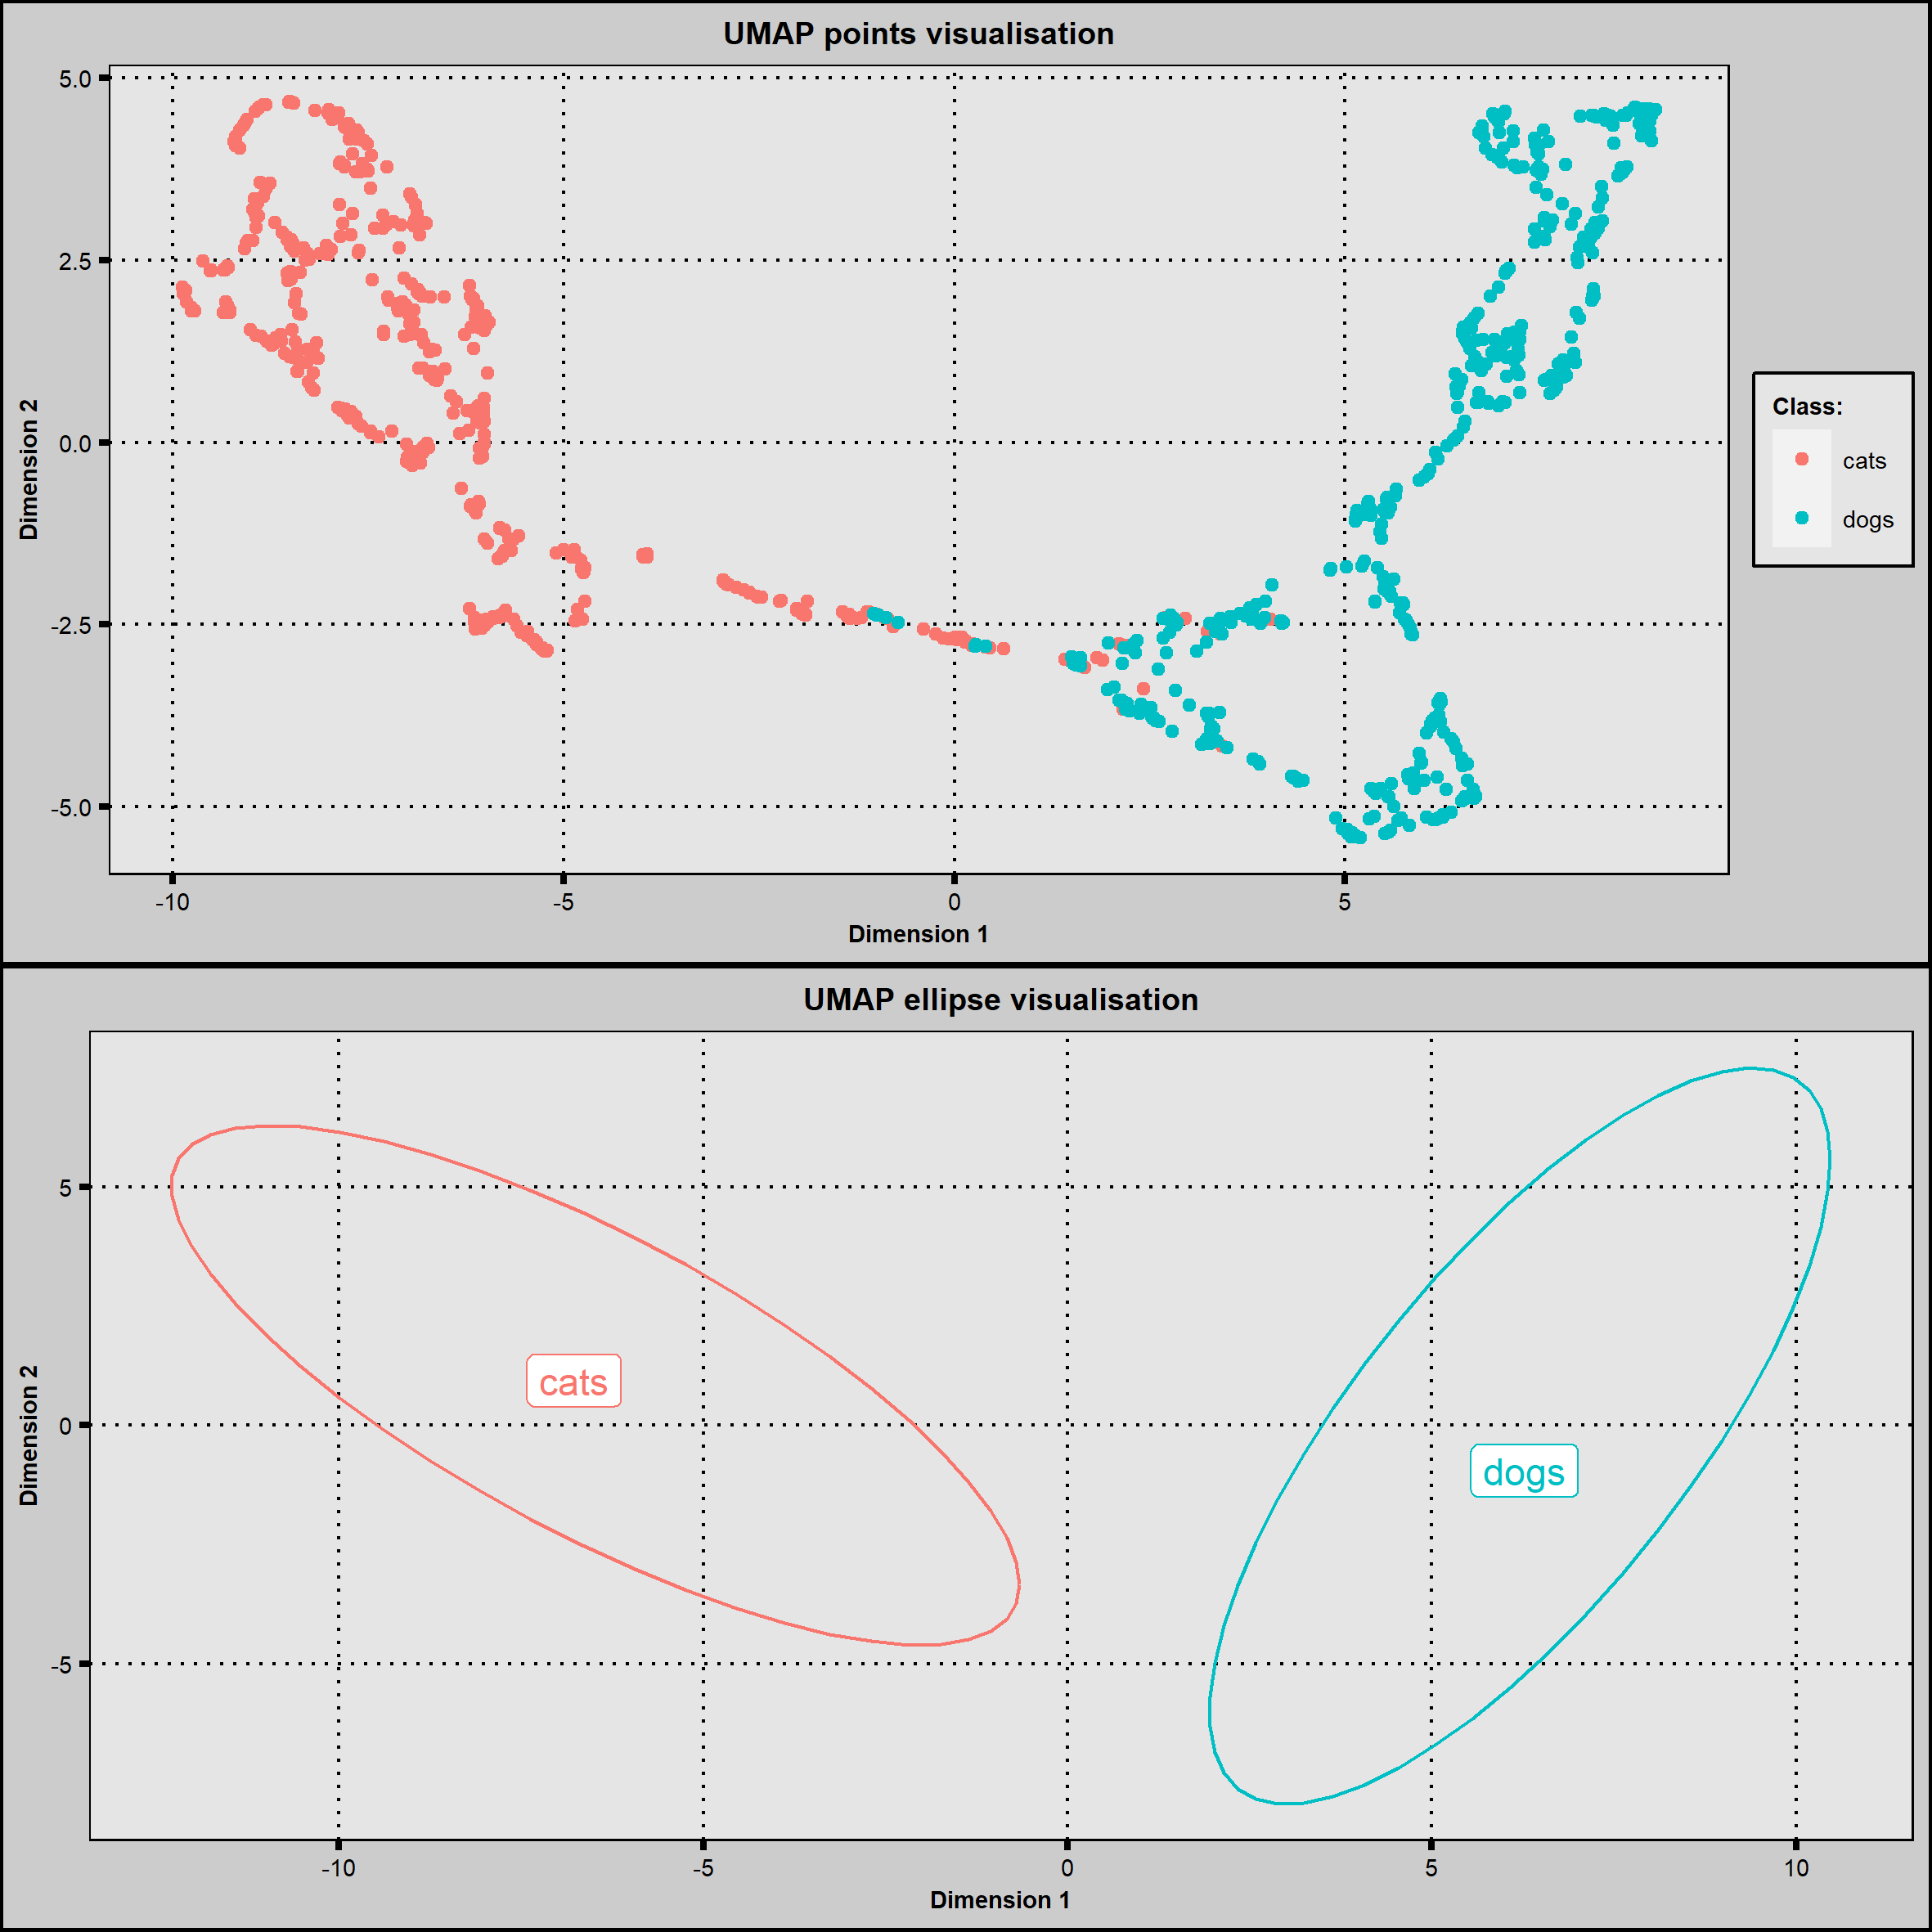 UMAP points visualisation
5.0
2.5
0.0
-2.5
-5.0
Dimension 2
-10 -5 0 5
Dimension 1
Class:
cats
dogs
UMAP ellipse visualisation
5
0
-5
Dimension 2
cats
dogs
-10 -5 0 5 10
Dimension 1